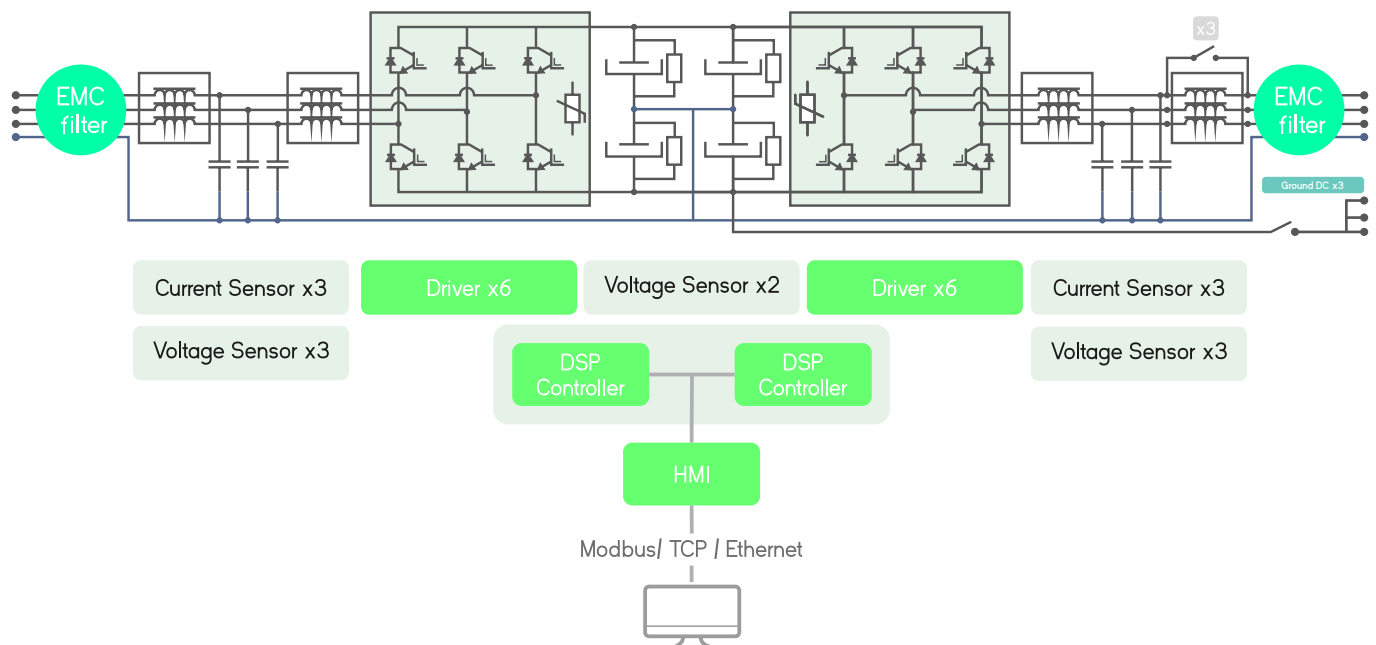 x3
EMC
filter
EMC
filter
Ground DC x3
Current Sensor x3
Driver x6
Voltage Sensor x2
Driver x6
Current Sensor x3
Voltage Sensor x3
Voltage Sensor x3
DSP
Controller
DSP
Controller
HMI
Modbus/ TCP / Ethernet